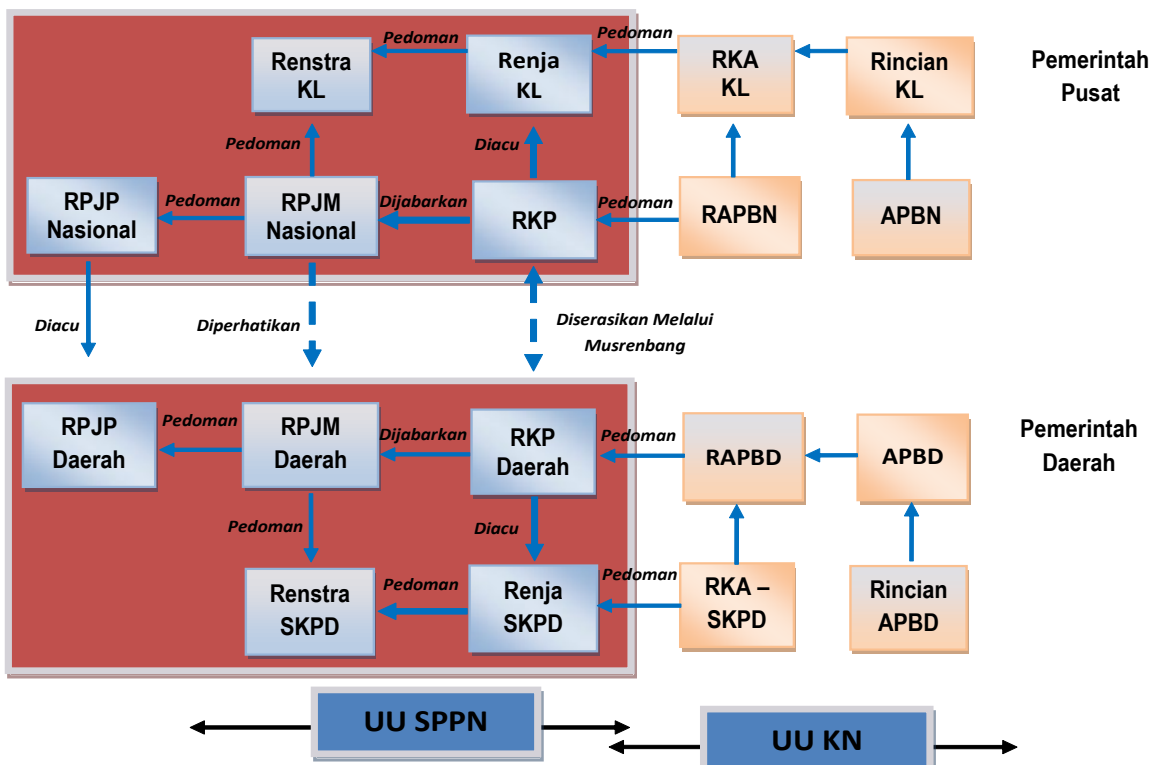 Pedoman
Pedoman
Renstra
KL
Renja
KL
RKA
KL
Rincian
KL
Pemerintah
Pusat
Pedoman
Diacu
RPJP
Nasional
Pedoman
RPJM
Nasional
Dijabarkan
RKP
Pedoman
RAPBN
APBN
Diacu
Diperhatikan
Diserasikan Melalui
Musrenbang
RPJP
Daerah
Pedoman
RPJM
Daerah
Dijabarkan
RKP
Daerah
Pedoman
RAPBD
APBD
Pemerintah
Daerah
Pedoman
Diacu
Renstra
SKPD
Pedoman
Renja
SKPD
Pedoman
RKA –
SKPD
Rincian
APBD
UU SPPN
UU KN